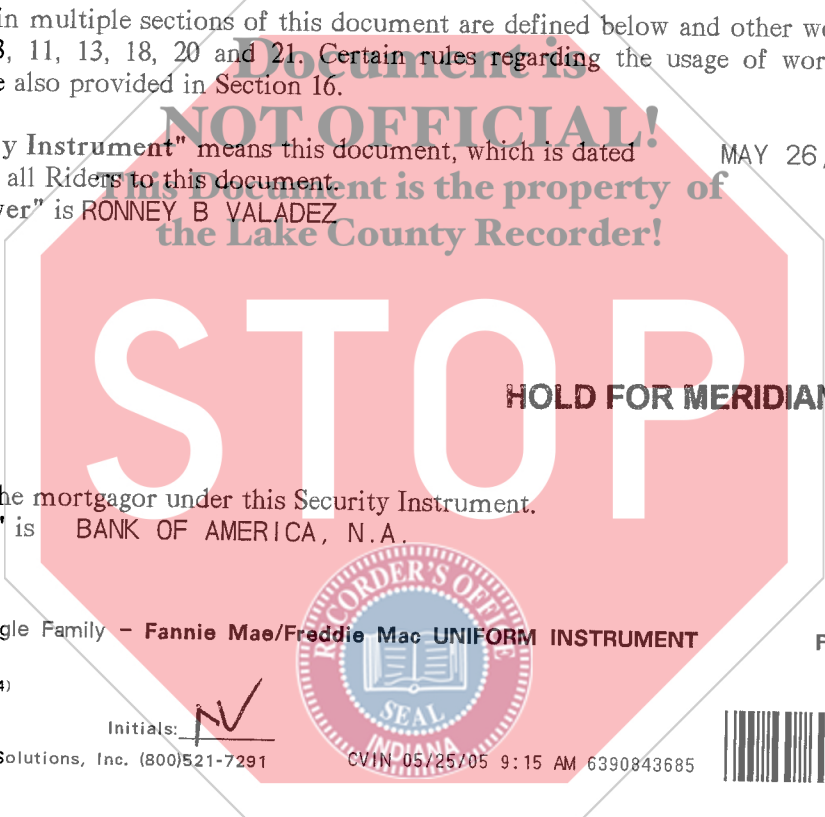 in multiple sections of this document are defined below and other
, 11, 13, 18, 20 and 21. Certain rules regarding the usage of
also provided in Section 16.
Document is
NOT OFFICIAL!
This Document is the property of
the Lake County Recorder!
y Instrument" means this document, which is dated MAY 26,
all Riders to this document.
er" is RONNEY B VALADEZ
STOP
HOLD FOR MERIDIAN
he mortgagor under this Security Instrument.
" is BANK OF AMERICA, N.A.
RECORDER'S OFFICE
SEAL
INDIANA
gle Family - Fannie Mae/Freddie Mac UNIFORM INSTRUMENT
4)
Initials:
Solutions, Inc. (800)521-7291 CVIN 05/25/05 9:15 AM 6390843685